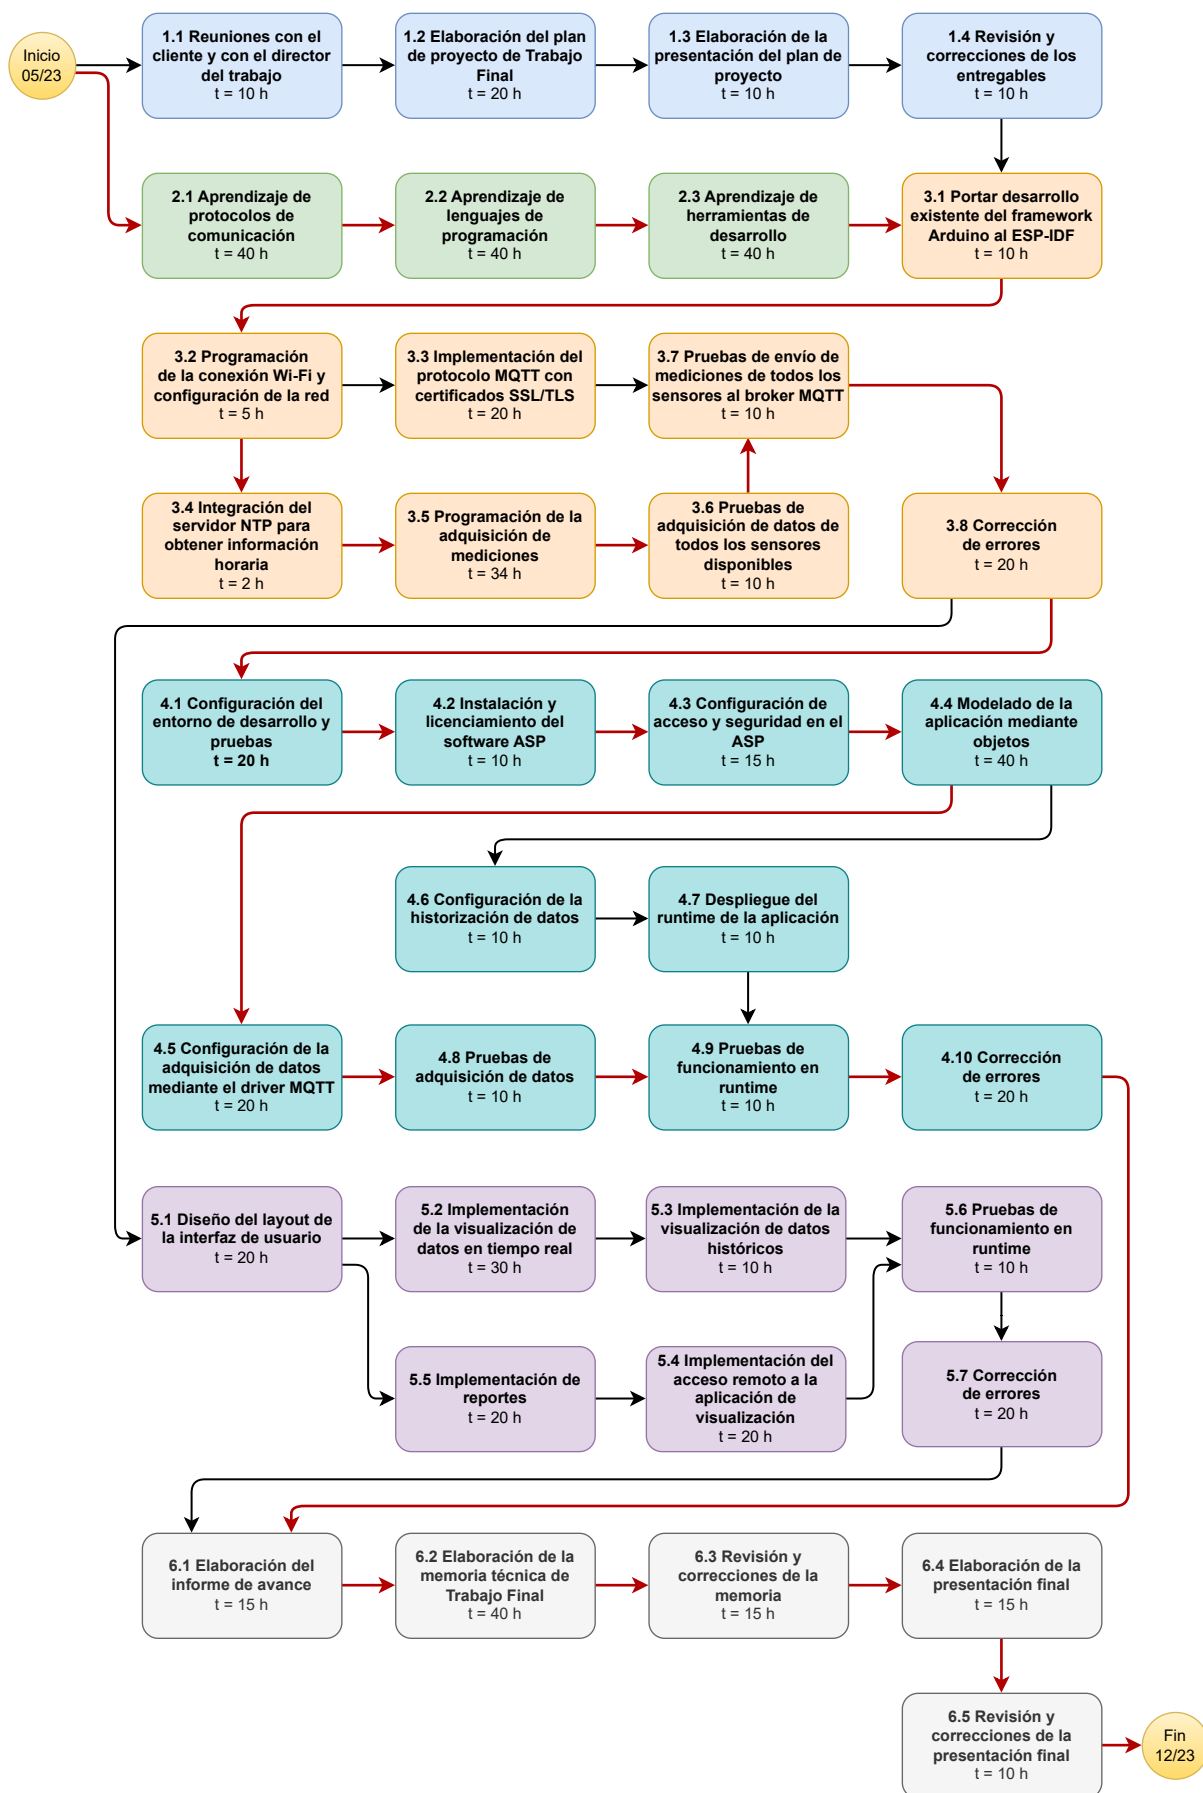 Inicio
05/23
1.1 Reuniones con el
cliente y con el director
del trabajo
t = 10 h
1.2 Elaboración del plan
de proyecto de Trabajo
Final
t = 20 h
1.3 Elaboración de la
presentación del plan de
proyecto
t = 10 h
1.4 Revisión y
correcciones de los
entregables
t = 10 h
2.1 Aprendizaje de
protocolos de
comunicación
t = 40 h
2.2 Aprendizaje de
lenguajes de
programación
t = 40 h
2.3 Aprendizaje de
herramientas de
desarrollo
t = 40 h
3.1 Portar desarrollo
existente del framework
Arduino al ESP-IDF
t = 10 h
3.2 Programación
de la conexión Wi-Fi y
configuración de la red
t = 5 h
3.3 Implementación del
protocolo MQTT con
certificados SSL/TLS
t = 20 h
3.7 Pruebas de envío de
mediciones de todos los
sensores al broker MQTT
t = 10 h
3.4 Integración del
servidor NTP para
obtener información
horaria
t = 2 h
3.5 Programación de la
adquisición de
mediciones
t = 34 h
3.6 Pruebas de
adquisición de datos de
todos los sensores
disponibles
t = 10 h
3.8 Corrección
de errores
t = 20 h
4.1 Configuración del
entorno de desarrollo y
pruebas
t = 20 h
4.2 Instalación y
licenciamiento del
software ASP
t = 10 h
4.3 Configuración de
acceso y seguridad en el
ASP
t = 15 h
4.4 Modelado de la
aplicación mediante
objetos
t = 40 h
4.6 Configuración de la
historización de datos
t = 10 h
4.7 Despliegue del
runtime de la aplicación
t = 10 h
4.5 Configuración de la
adquisición de datos
mediante el driver MQTT
t = 20 h
4.8 Pruebas de
adquisición de datos
t = 10 h
4.9 Pruebas de
funcionamiento en
runtime
t = 10 h
4.10 Corrección
de errores
t = 20 h
5.1 Diseño del layout de
la interfaz de usuario
t = 20 h
5.2 Implementación
de la visualización de
datos en tiempo real
t = 30 h
5.3 Implementación de la
visualización de datos
históricos
t = 10 h
5.6 Pruebas de
funcionamiento en
runtime
t = 10 h
5.5 Implementación de
reportes
t = 20 h
5.4 Implementación del
acceso remoto a la
aplicación de
visualización
t = 20 h
5.7 Corrección
de errores
t = 20 h
6.1 Elaboración del
informe de avance
t = 15 h
6.2 Elaboración de la
memoria técnica de
Trabajo Final
t = 40 h
6.3 Revisión y
correcciones de la
memoria
t = 15 h
6.4 Elaboración de la
presentación final
t = 15 h
6.5 Revisión y
correcciones de la
presentación final
t = 10 h
Fin
12/23